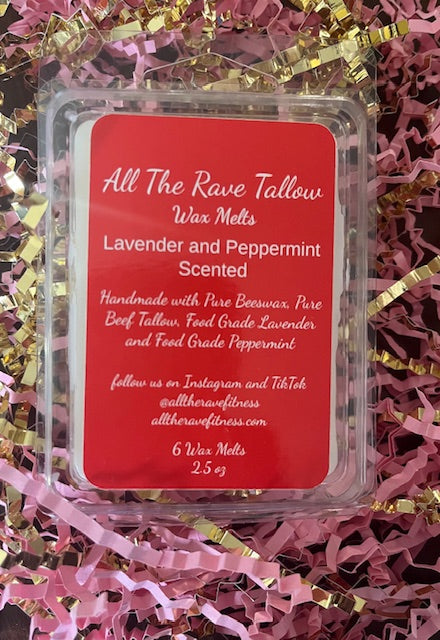 All The Rave Tallow
Wax Melts
Lavender and Peppermint
Scented
Handmade with Pure Beeswax, Pure
Beef Tallow, Food Grade Lavender
and Food Grade Peppermint
follow us on Instagram and TikTok
@alltheravefitness
alltheravefitness.com
6 Wax Melts
2.5 oz